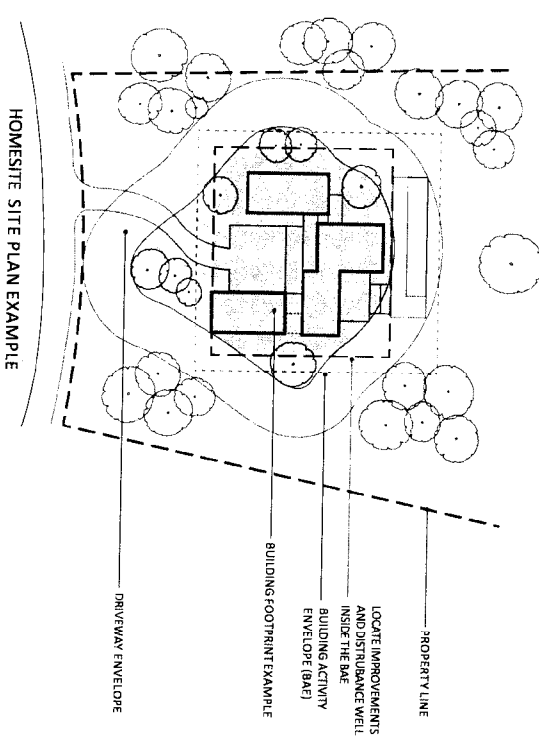 HOMESITE SITE PLAN EXAMPLE
PROPERTY LINE
LOCATE IMPROVEMENTS
AND DISTRUBANCE WELL
INSIDE THE BAE
BUILDING ACTIVITY
ENVELOPE (BAE)
BUILDING FOOTPRINT EXAMPLE
DRIVEWAY ENVELOPE